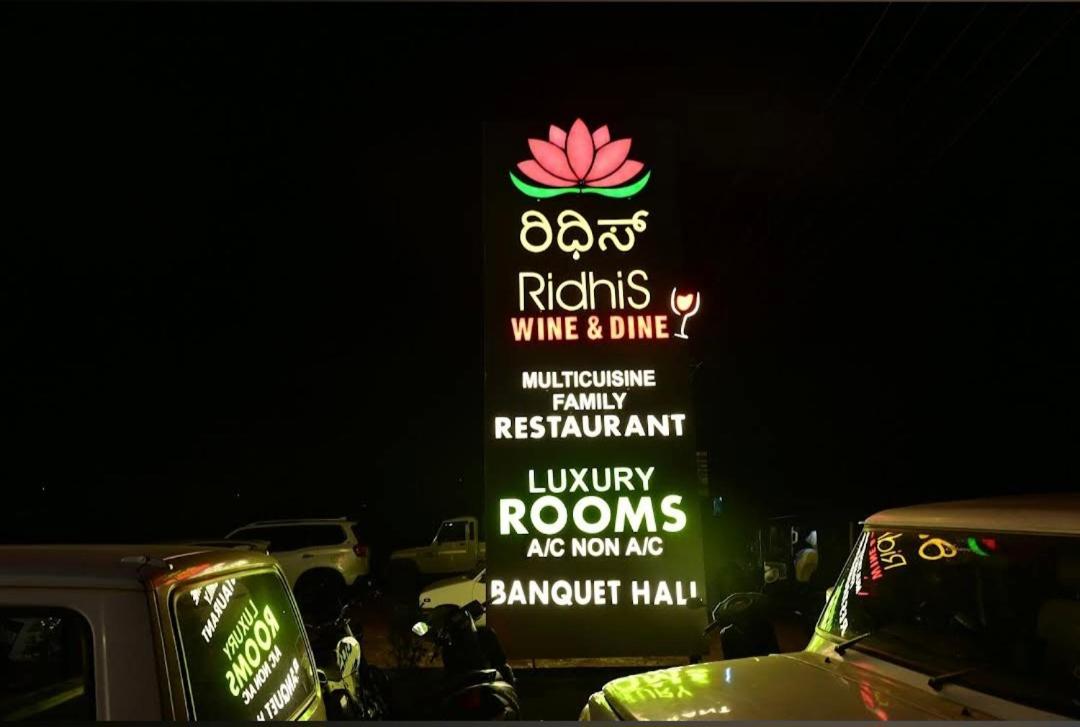 ರಿಧಿಸ್
RidhiS
WINE & DINE
MULTICUISINE
FAMILY
RESTAURANT
LUXURY
ROOMS
A/C NON A/C
BANQUET HALL